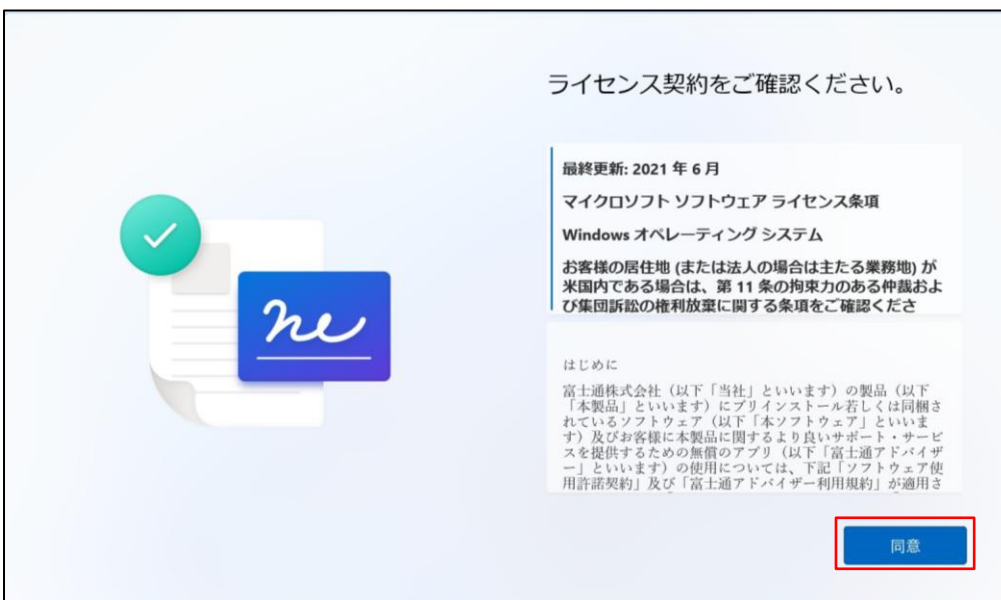 ライセンス契約をご確認ください。
最終更新: 2021 年 6 月
マイクロソフト ソフトウェア ライセンス条項
Windows オペレーティング システム
お客様の居住地 (または法人の場合は主たる業務地) が
米国内である場合は、第 11 条の拘束力のある仲裁およ
び集団訴訟の権利放棄に関する条項をご確認くださ
はじめに
富士通株式会社（以下「当社」といいます）の製品（以下
「本製品」といいます）にプリインストール若しくは同梱さ
れているソフトウェア（以下「本ソフトウェア」といいま
す）及びお客様に本製品に関するより良いサポート・サービ
スを提供するための無償のアプリ（以下「富士通アドバイザ
ー」といいます）の使用については、下記「ソフトウェア使
用許諾契約」及び「富士通アドバイザー利用規約」が適用さ
同意